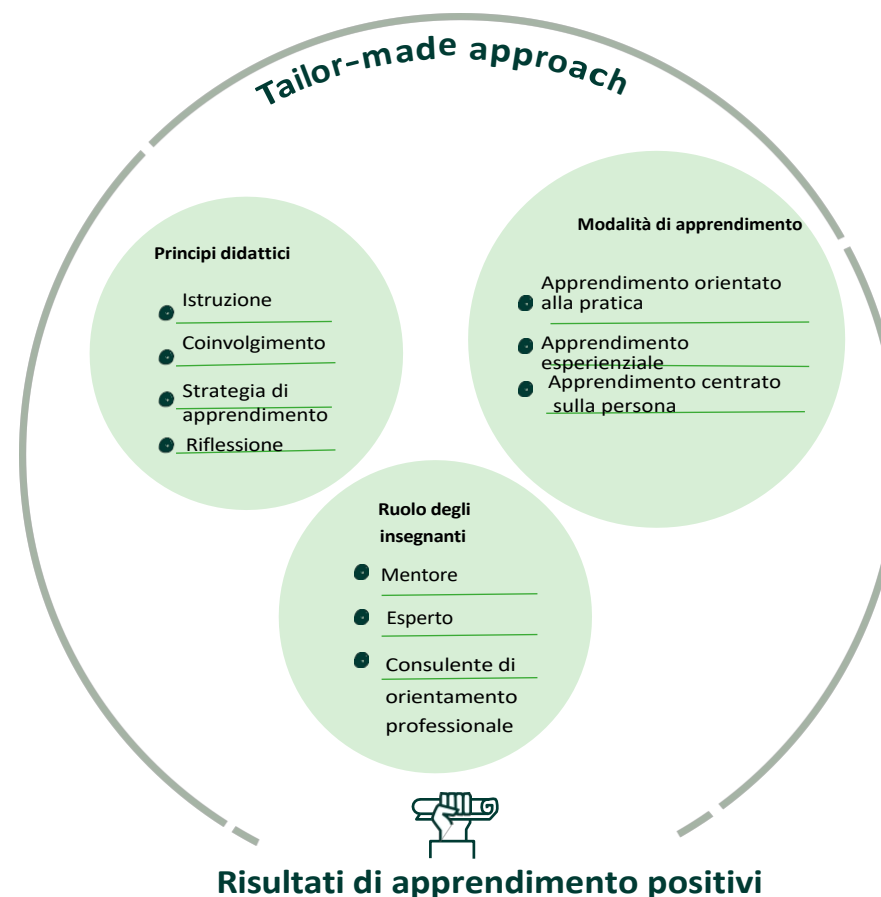 Tailor-made approach
Principi didattici
Istruzione
Coinvolgimento
Strategia di
apprendimento
Riflessione
Modalità di apprendimento
Apprendimento orientato
alla pratica
Apprendimento
esperienziale
Apprendimento centrato
sulla persona
Ruolo degli
insegnanti
Mentore
Esperto
Consulente di
orientamento
professionale
Risultati di apprendimento positivi